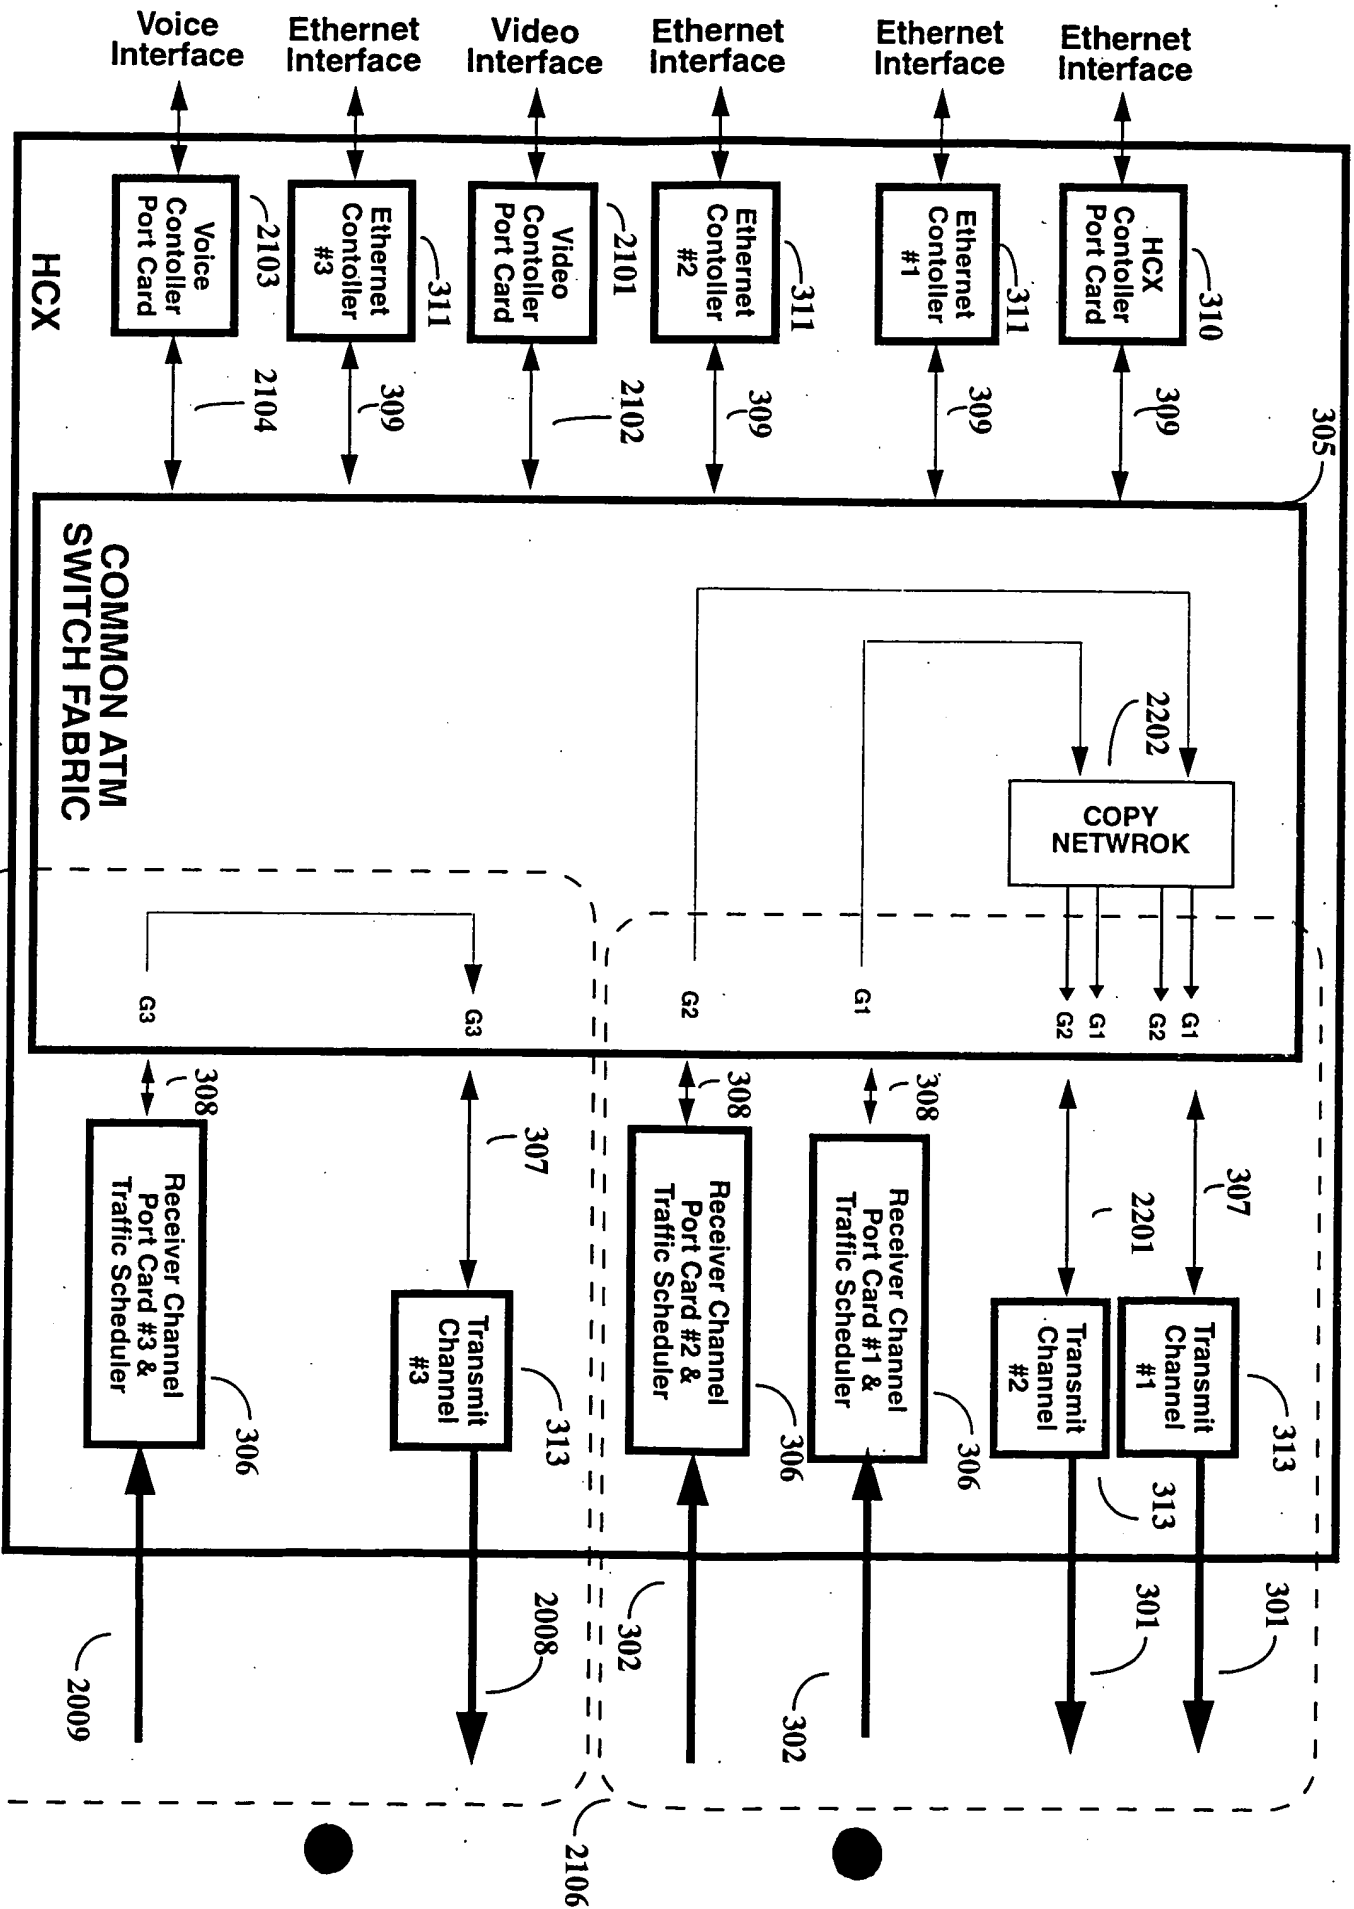 Voice
Interface
Ethernet
Interface
Video
Interface
Ethernet
Interface
Ethernet
Interface
Ethernet
Interface
Voice
Contoller
Port Card
2103
Ethernet
Contoller
#3
311
Video
Contoller
Port Card
2101
Ethernet
Contoller
#2
311
Ethernet
Contoller
#1
311
HCX
Contoller
Port Card
310
HCX
2104
309
2102
309
309
309
305
COMMON ATM
SWITCH FABRIC
2202
COPY
NETWROK
G3
G3
G2
G1
G2
G1
G2
G1
308
307
308
308
2201
307
Receiver Channel
Port Card #3 &
Traffic Scheduler
306
Transmit
Channel
#3
313
Receiver Channel
Port Card #2 &
Traffic Scheduler
306
Receiver Channel
Port Card #1 &
Traffic Scheduler
306
Transmit
Channel
#2
313
Transmit
Channel
#1
313
2009
2008
302
302
301
301
2106